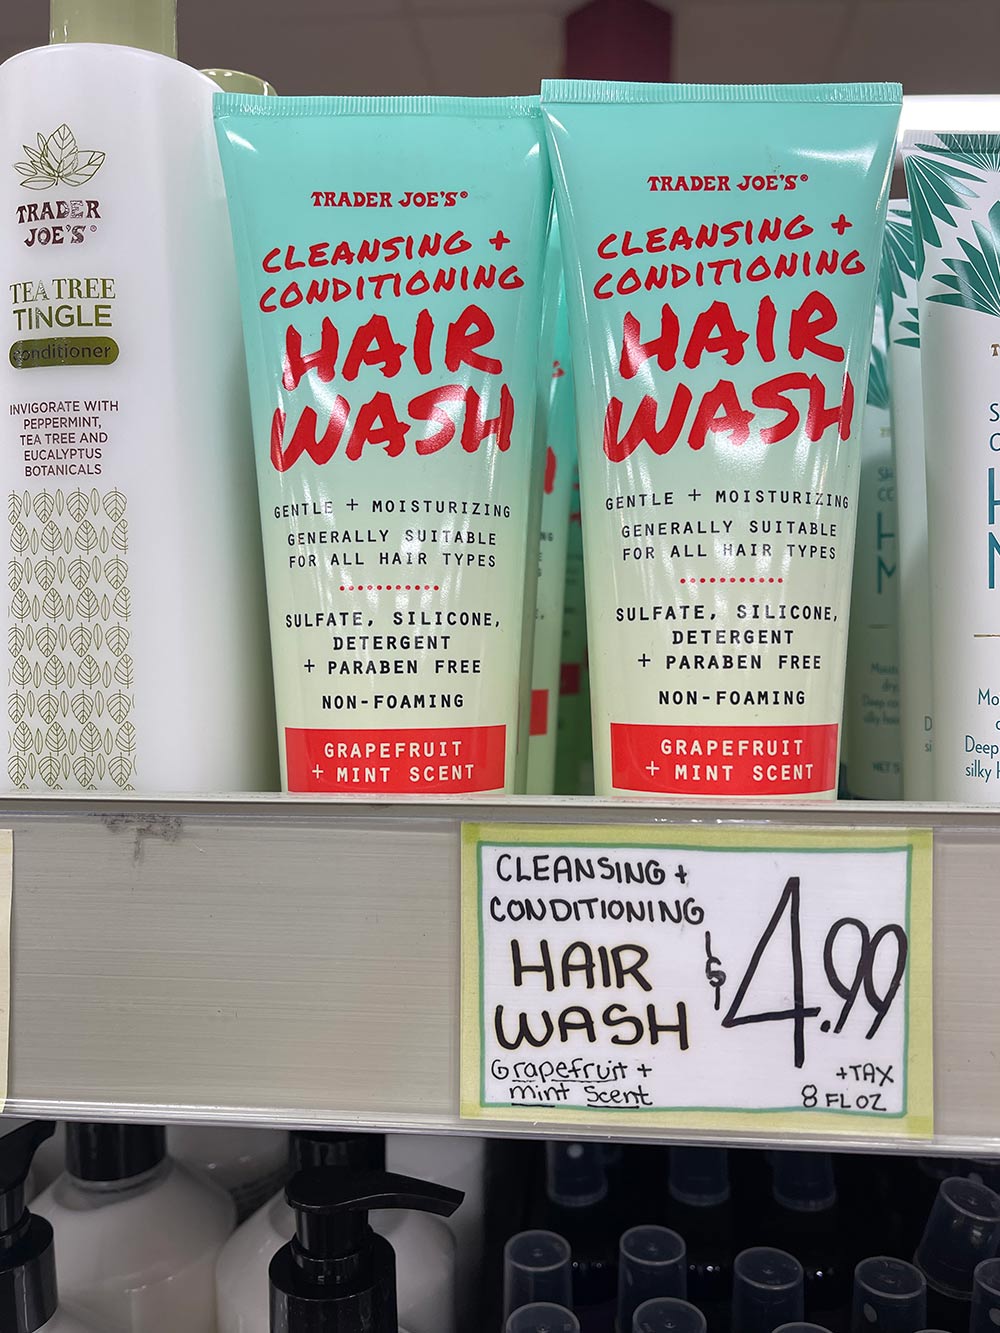 TRADER
JOE'S®
TEA TREE
TINGLE
conditioner
INVIGORATE WITH
PEPPERMINT,
TEA TREE AND
EUCALYPTUS
BOTANICALS
TRADER JOE'S®
CLEANSING +
CONDITIONING
HAIR
WASH
GENTLE + MOISTURIZING
GENERALLY SUITABLE
FOR ALL HAIR TYPES
SULFATE, SILICONE,
DETERGENT
+ PARABEN FREE
NON-FOAMING
GRAPEFRUIT
+ MINT SCENT
TRADER JOE'S®
CLEANSING +
CONDITIONING
HAIR
WASH
GENTLE + MOISTURIZING
GENERALLY SUITABLE
FOR ALL HAIR TYPES
SULFATE, SILICONE,
DETERGENT
+ PARABEN FREE
NON-FOAMING
GRAPEFRUIT
+ MINT SCENT
Deep
silky
CLEANSING +
CONDITIONING
HAIR
WASH
Grapefruit +
mint Scent
$4.99
+TAX
8 FL OZ